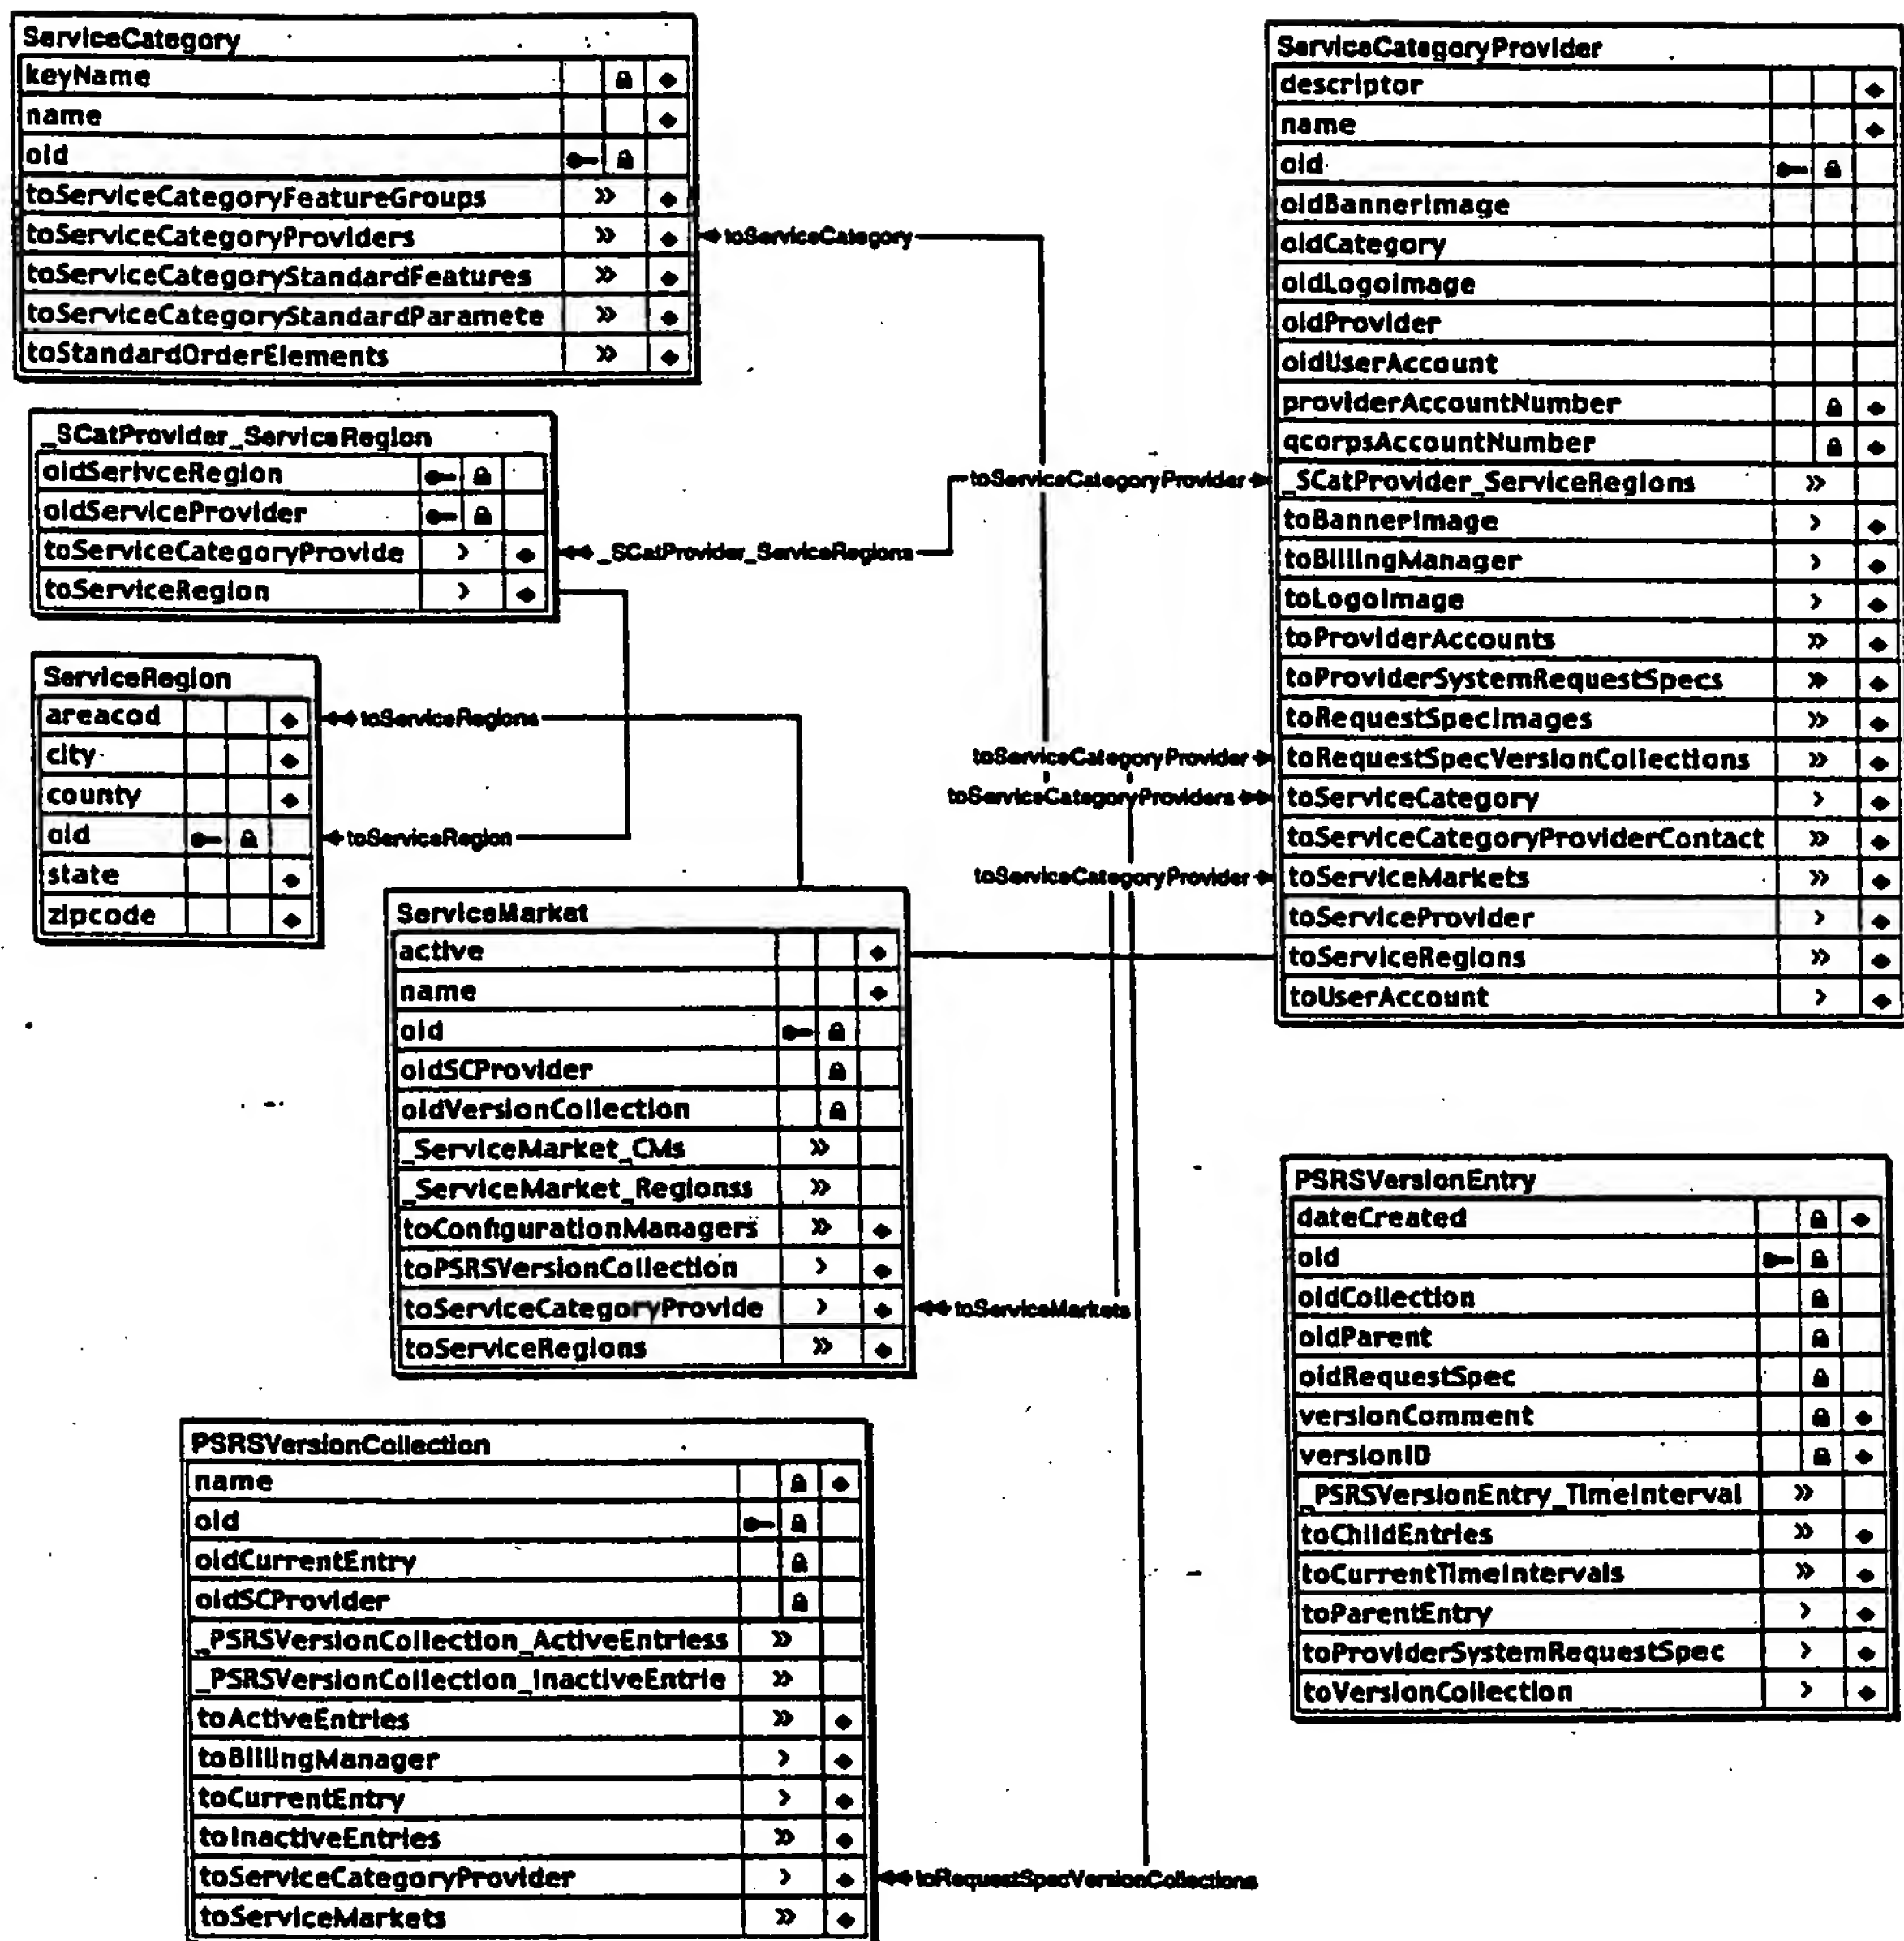 ServiceCategory
keyName
name
oid
toServiceCategoryFeatureGroups
toServiceCategoryProviders
toServiceCategoryStandardFeatures
toServiceCategoryStandardParamete
toStandardOrderElements
toServiceCategory
_SCatProvider_ServiceRegion
oidSerivceRegion
oidServiceProvider
toServiceCategoryProvide
toServiceRegion
_SCatProvider_ServiceRegions
toServiceCategoryProvider
ServiceRegion
areacod
city
county
oid
state
zipcode
toServiceRegions
toServiceRegion
ServiceMarket
active
name
oid
oidSCProvider
oidVersionCollection
_ServiceMarket_CMs
_ServiceMarket_Regionss
toConfigurationManagers
toPSRSVersionCollection
toServiceCategoryProvide
toServiceRegions
toServiceMarkets
PSRSVersionCollection
name
oid
oidCurrentEntry
oidSCProvider
_PSRSVersionCollection_ActiveEntriess
_PSRSVersionCollection_InactiveEntrie
toActiveEntries
toBillingManager
toCurrentEntry
toInactiveEntries
toServiceCategoryProvider
toServiceMarkets
toRequestSpecVersionCollections
toServiceCategoryProvider
toServiceCategoryProviders
toServiceCategoryProvider
ServiceCategoryProvider
descriptor
name
oid
oidBannerImage
oidCategory
oidLogoImage
oidProvider
oidUserAccount
providerAccountNumber
qcorpsAccountNumber
_SCatProvider_ServiceRegions
toBannerImage
toBillingManager
toLogoImage
toProviderAccounts
toProviderSystemRequestSpecs
toRequestSpecImages
toRequestSpecVersionCollections
toServiceCategory
toServiceCategoryProviderContact
toServiceMarkets
toServiceProvider
toServiceRegions
toUserAccount
PSRSVersionEntry
dateCreated
oid
oidCollection
oidParent
oidRequestSpec
versionComment
versionID
_PSRSVersionEntry_TimeInterval
toChildEntries
toCurrentTimeIntervals
toParentEntry
toProviderSystemRequestSpec
toVersionCollection